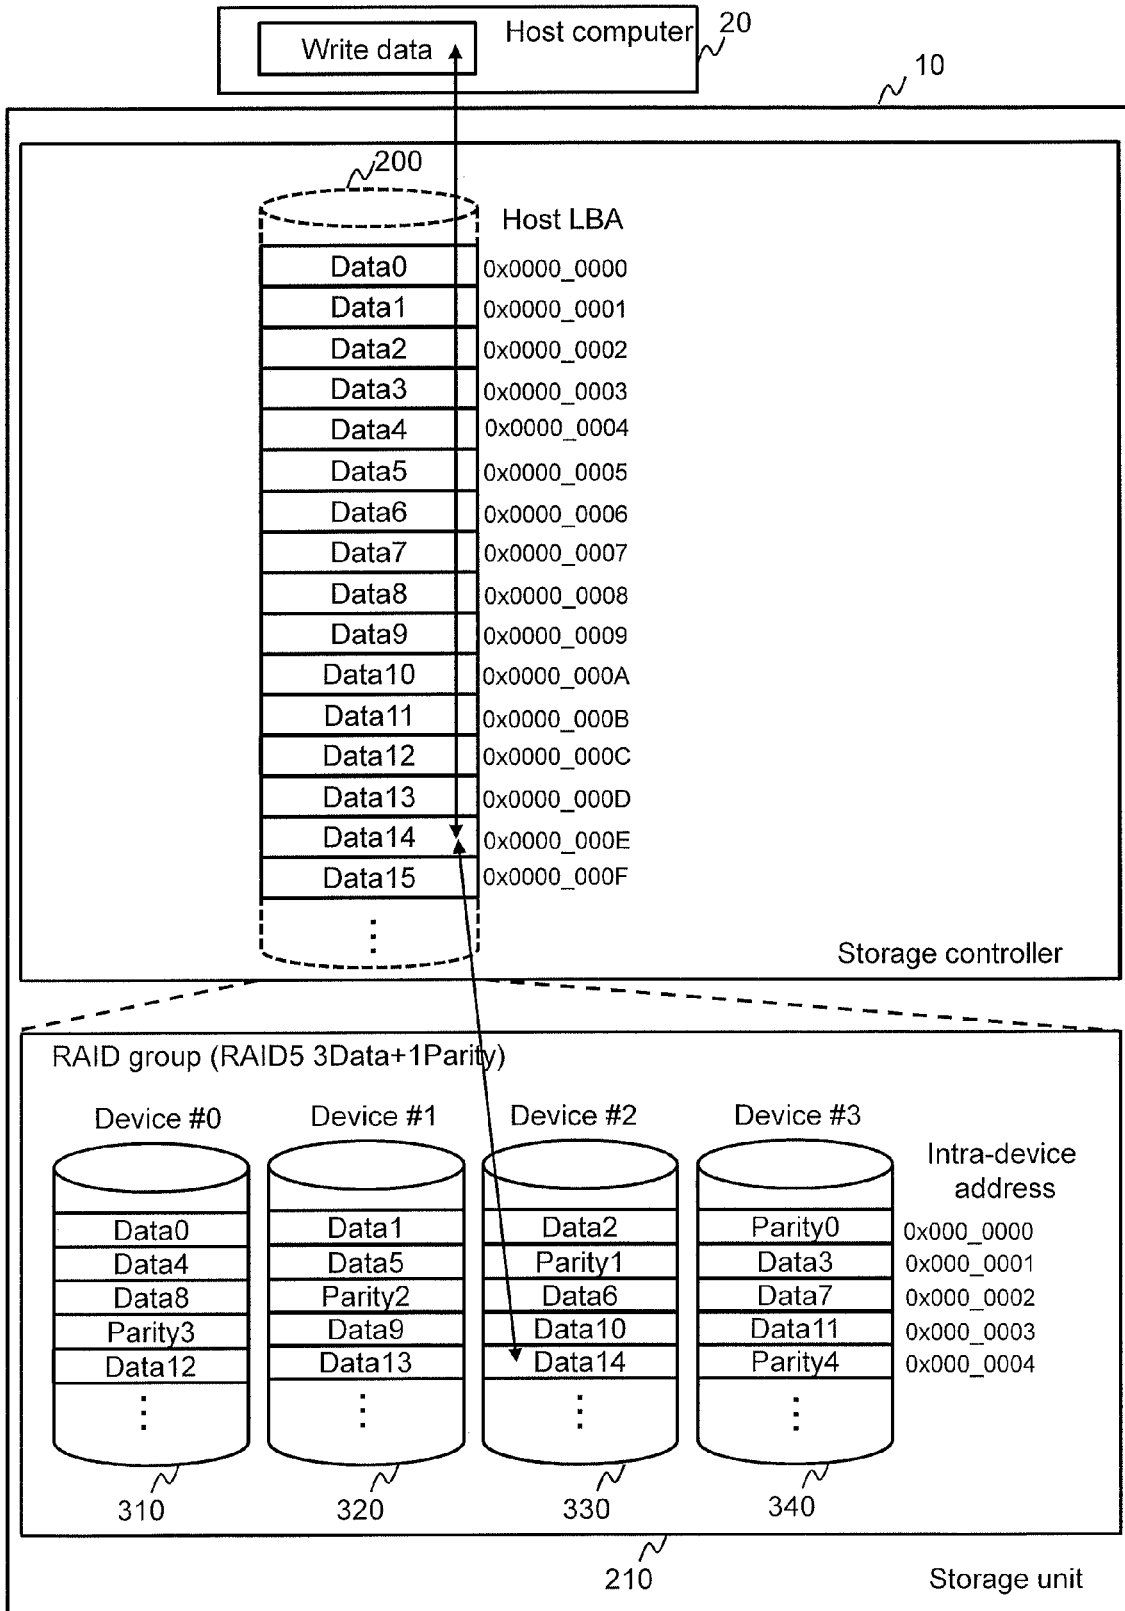 Host computer
20
Write data
10
200
Host LBA
Data0 0x0000_0000
Data1 0x0000_0001
Data2 0x0000_0002
Data3 0x0000_0003
Data4 0x0000_0004
Data5 0x0000_0005
Data6 0x0000_0006
Data7 0x0000_0007
Data8 0x0000_0008
Data9 0x0000_0009
Data10 0x0000_000A
Data11 0x0000_000B
Data12 0x0000_000C
Data13 0x0000_000D
Data14 0x0000_000E
Data15 0x0000_000F
Storage controller
RAID group (RAID5 3Data+1Parity)
Device #0 Device #1 Device #2 Device #3
Intra-device
address
Data0 Data1 Data2 Parity0 0x000_0000
Data4 Data5 Parity1 Data3 0x000_0001
Data8 Parity2 Data6 Data7 0x000_0002
Parity3 Data9 Data10 Data11 0x000_0003
Data12 Data13 Data14 Parity4 0x000_0004
310 320 330 340
210
Storage unit